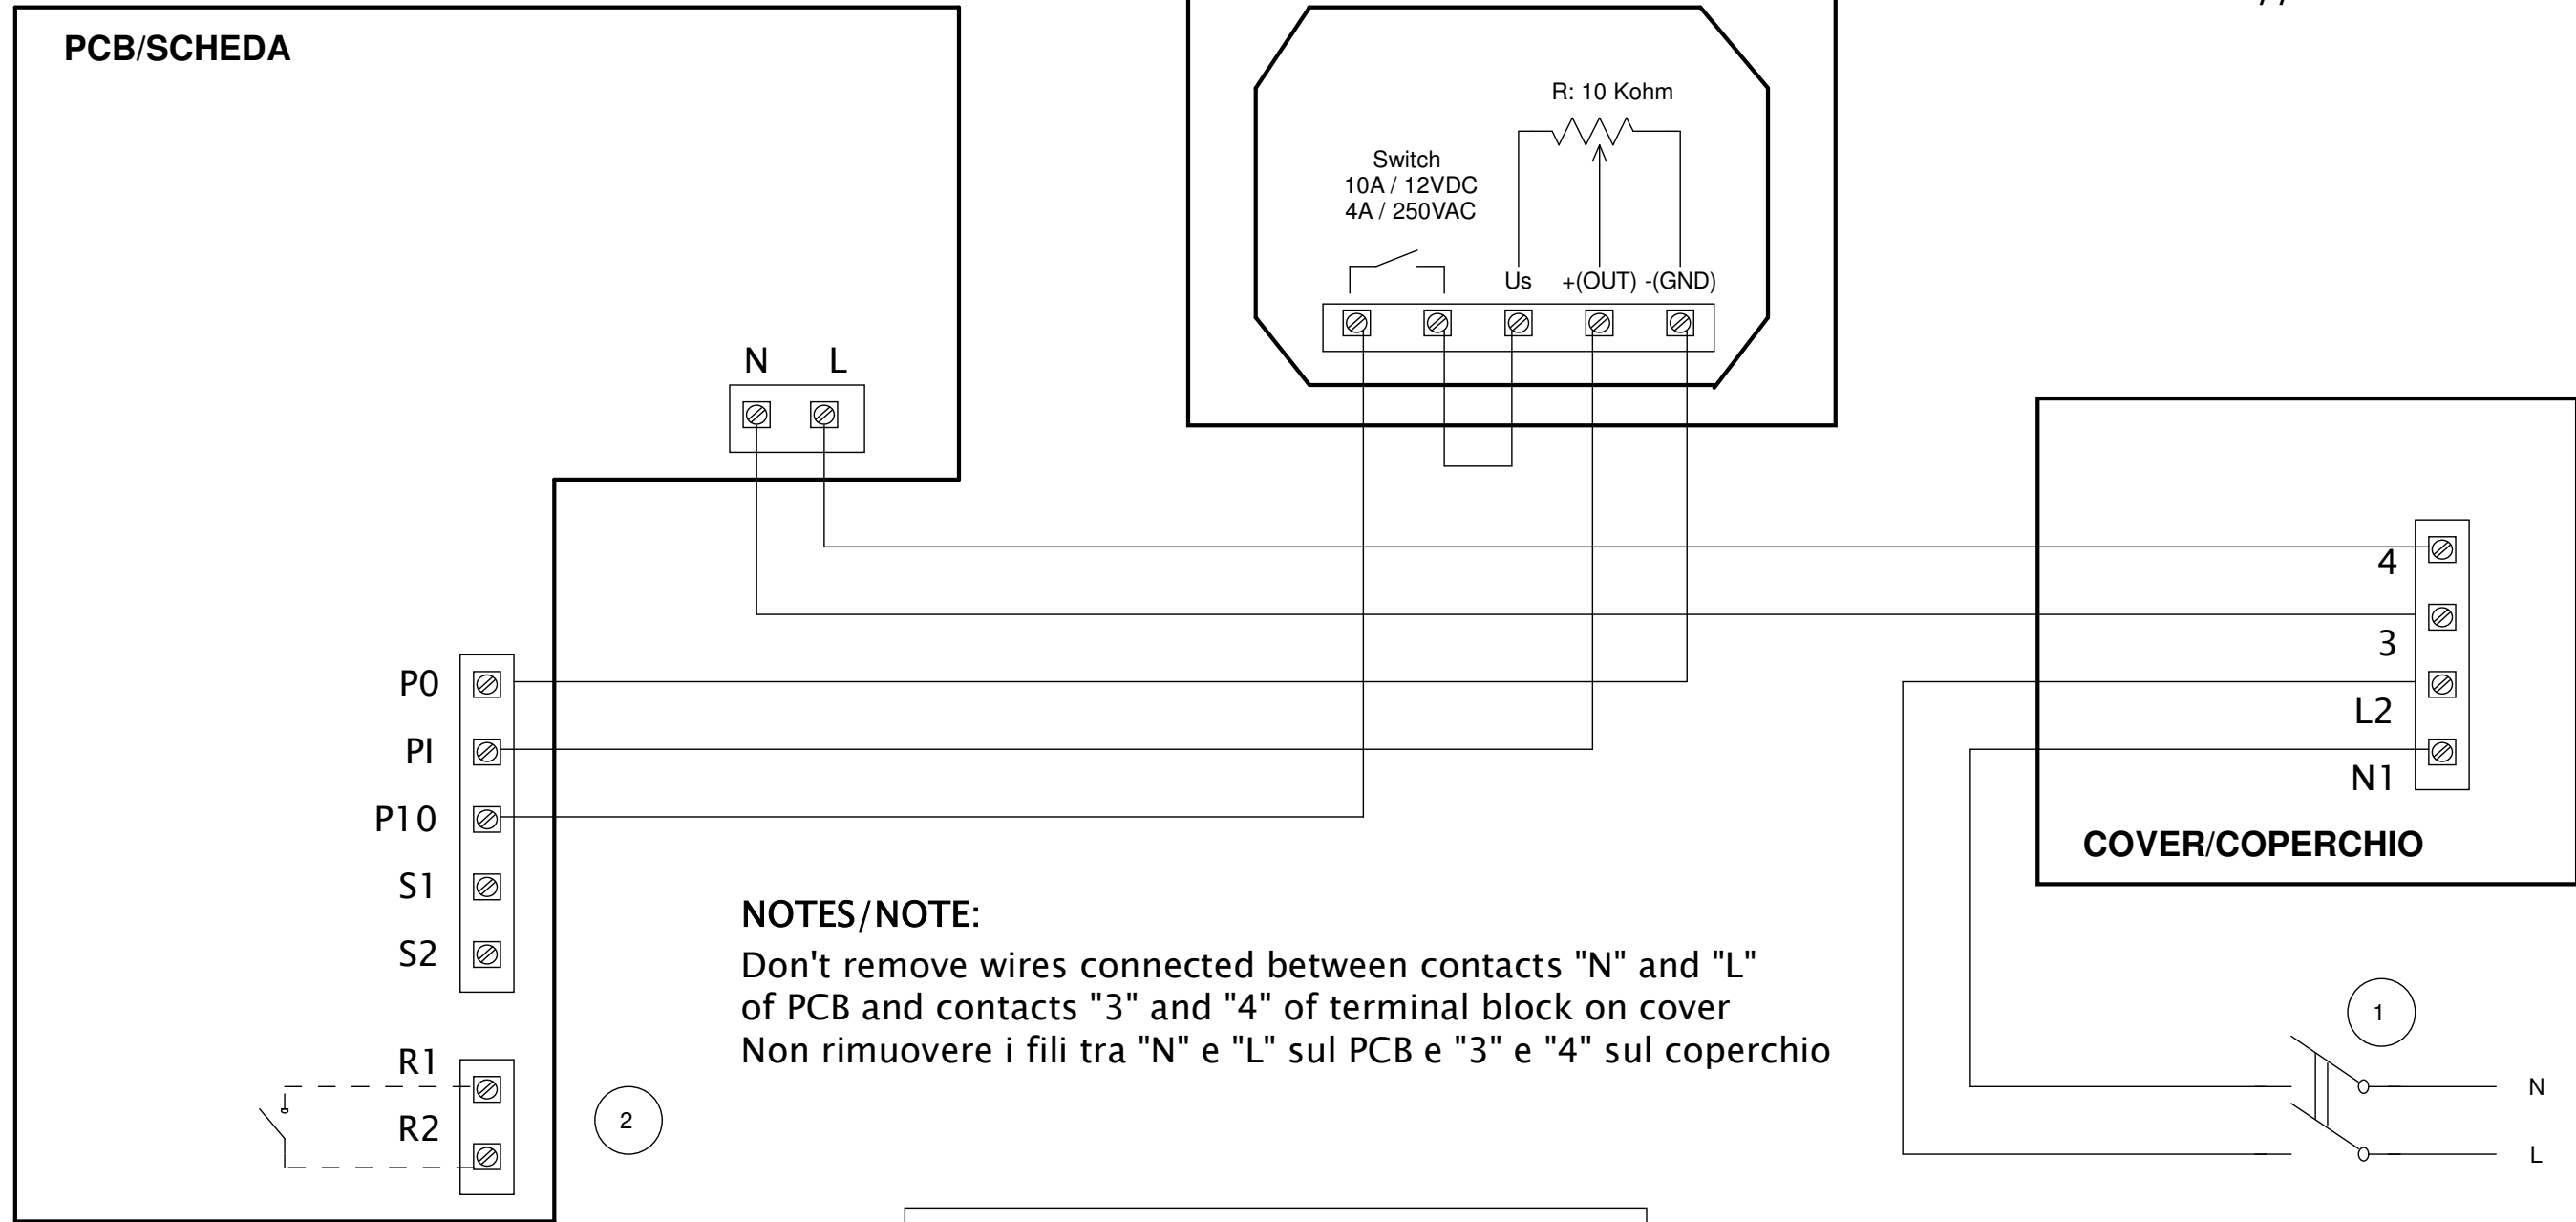 PCB/SCHEDA
R: 10 Kohm
Switch
10A / 12VDC
4A / 250VAC
Us +(OUT) -(GND)
N L
4
3
L2
N1
COVER/COPERCHIO
P0
PI
P10
S1
S2
R1
R2
2
NOTES/NOTE:
Don't remove wires connected between contacts "N" and "L"
of PCB and contacts "3" and "4" of terminal block on cover
Non rimuovere i fili tra "N" e "L" sul PCB e "3" e "4" sul coperchio
1
N
L